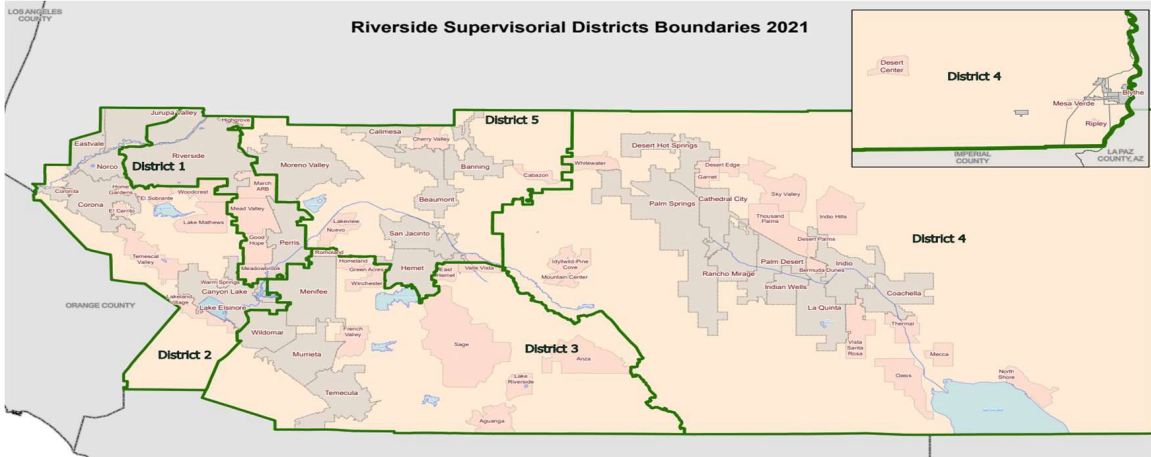 LOS ANGELES
COUNTY
Riverside Supervisorial Districts Boundaries 2021
Desert
Center
District 4
Mesa Verde
Blythe
Ripley
IMPERIAL
COUNTY
LA PAZ
COUNTY, AZ
Jurupa Valley
Highgrove
Eastvale
Riverside
Norco
District 1
Coronita
Home
Gardens
Woodcrest
El Sobrante
Corona
El Cerrito
Lake Mathews
March
ARB
Mead Valley
Good
Hope
Perris
Temescal
Valley
Meadowbrook
Warm Springs
Canyon Lake
Lakeland
Village
Lake Elsinore
ORANGE COUNTY
District 2
Calimesa
Cherry Valley
District 5
Moreno Valley
Banning
Cabazon
Beaumont
Lakeview
Nuevo
San Jacinto
Romoland
Homeland
Green Acres
Winchester
Hemet
East
Hemet
Valle Vista
Menifee
Wildomar
French
Valley
Murrieta
Sage
District 3
Anza
Temecula
Lake
Riverside
Aguanga
Idyllwild-Pine
Cove
Mountain Center
Whitewater
Desert Hot Springs
Desert Edge
Garnet
Sky Valley
Cathedral City
Palm Springs
Thousand
Palms
Indio Hills
Desert Palms
District 4
Palm Desert
Indio
Rancho Mirage
Bermuda Dunes
Indian Wells
Coachella
La Quinta
Thermal
Vista
Santa
Rosa
Mecca
Oasis
North
Shore